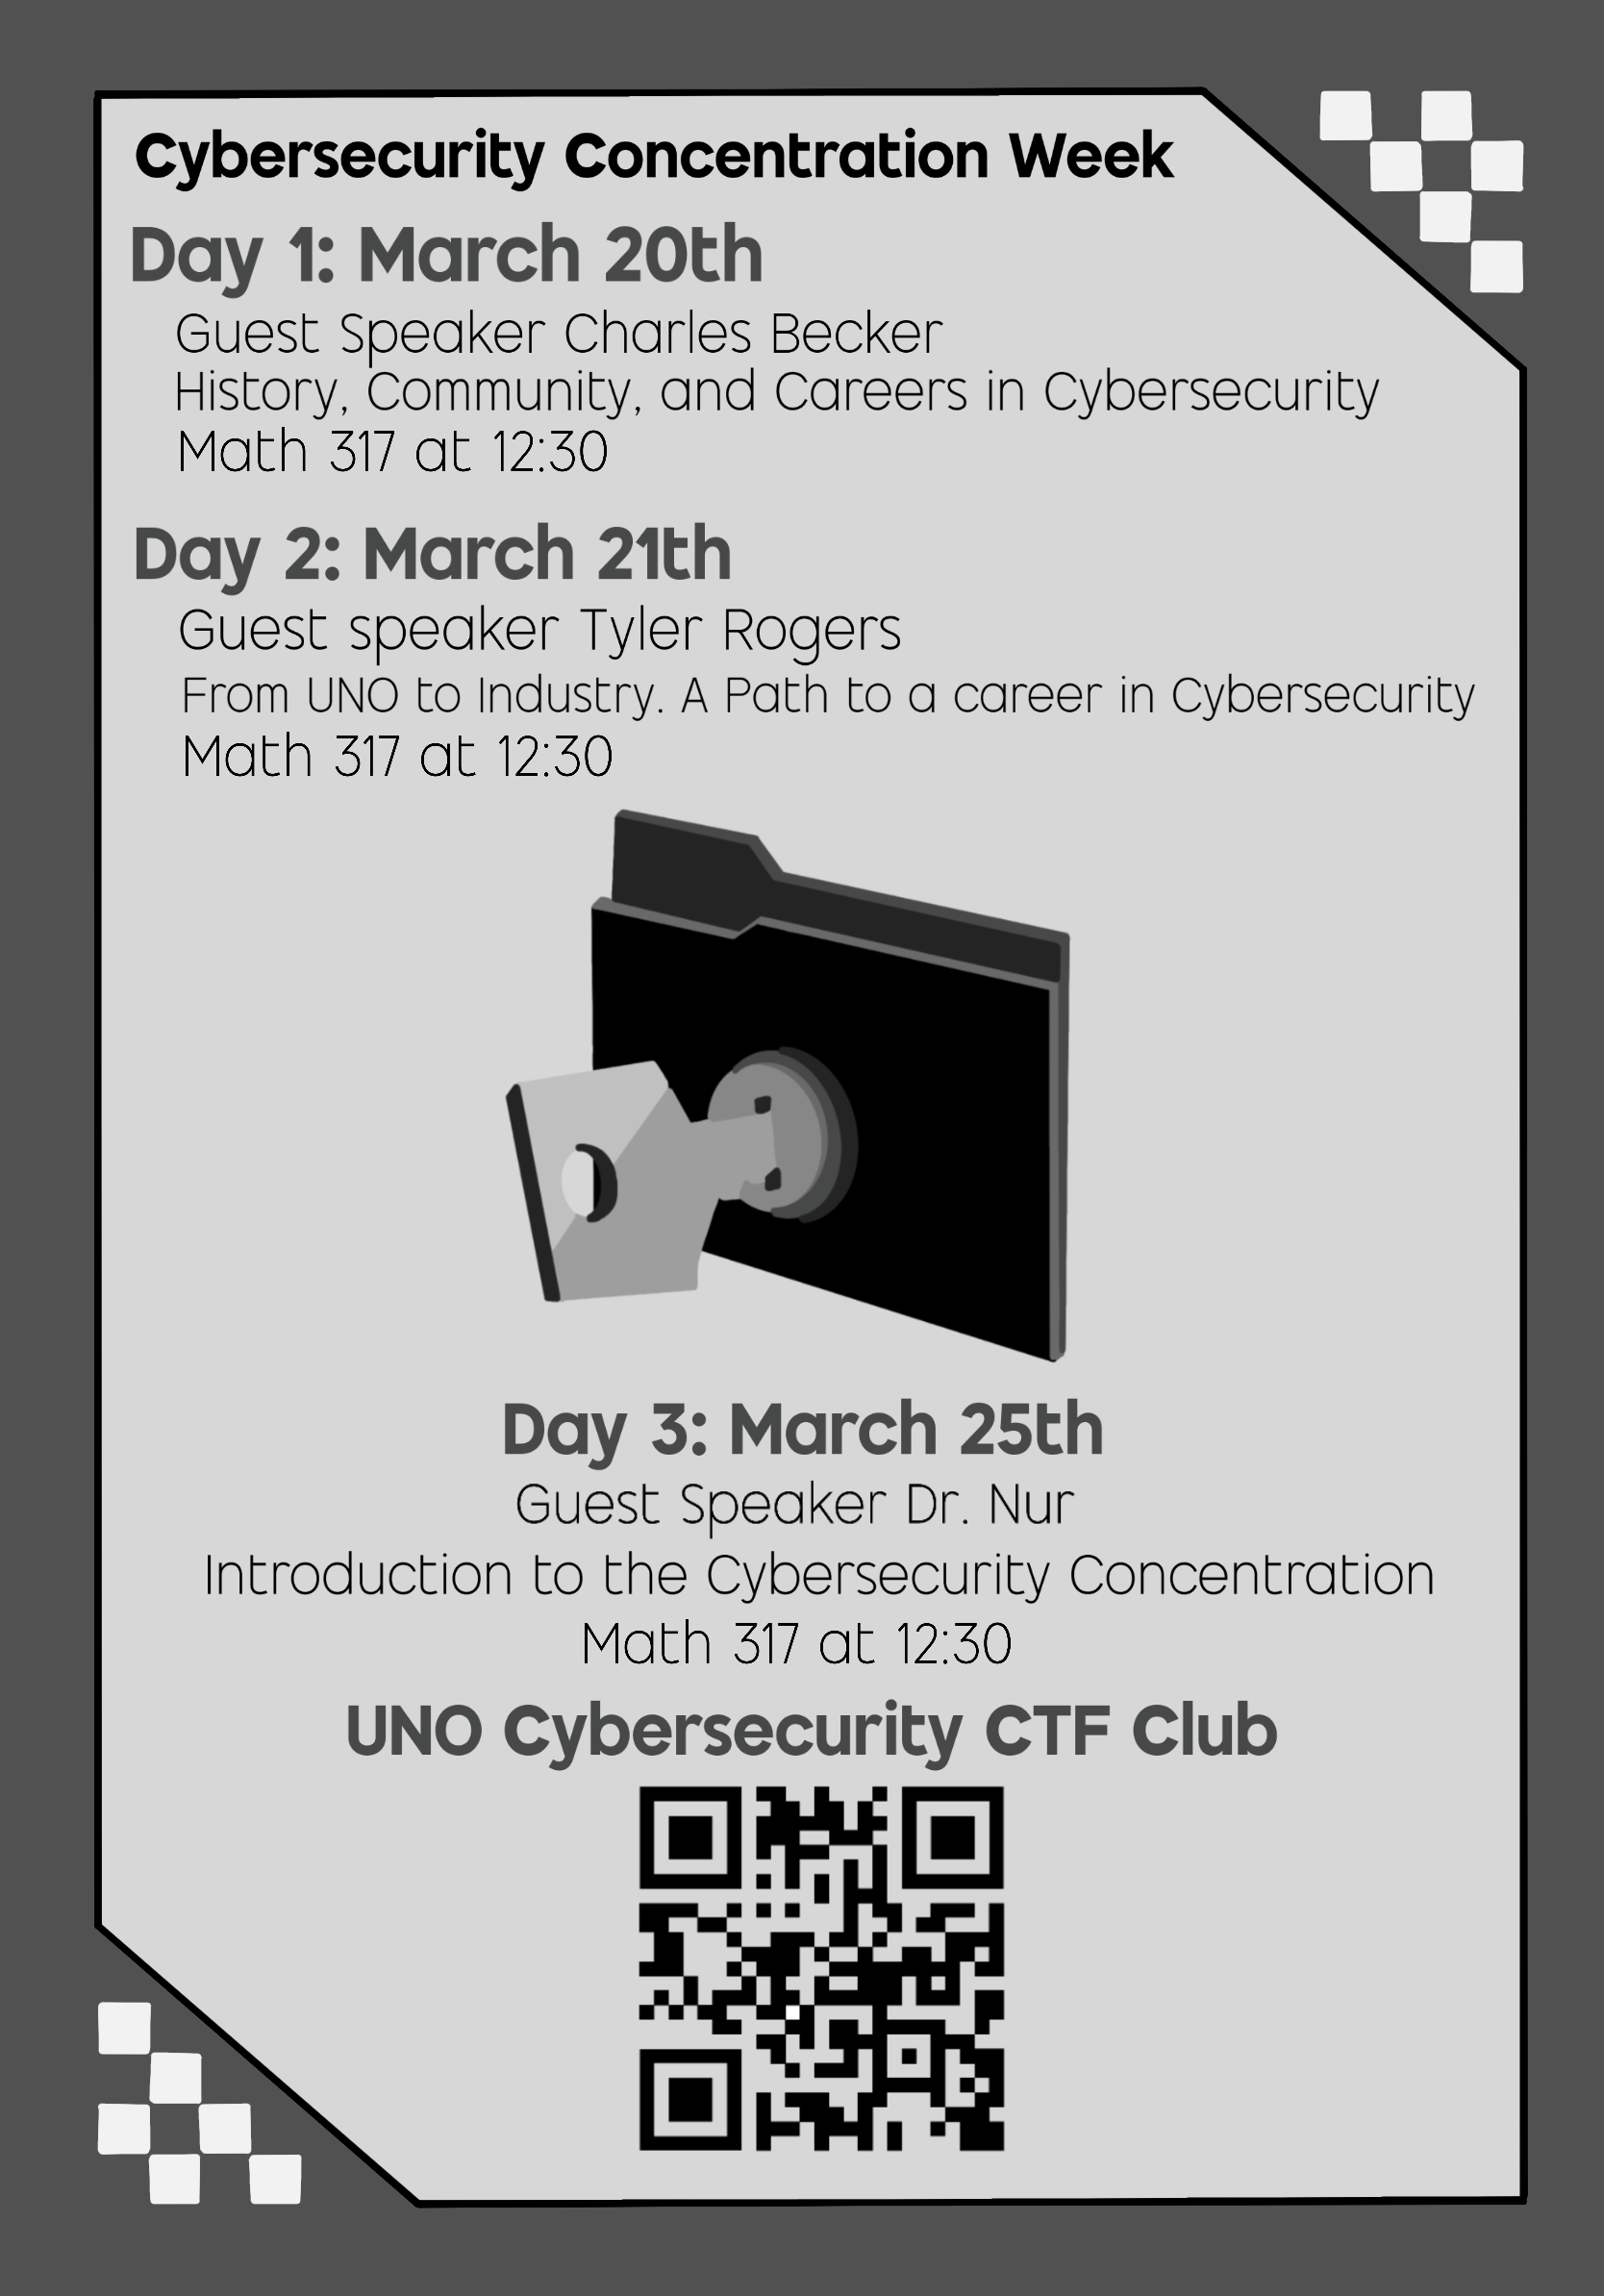 Cybersecurity Concentration Week
Day 1: March 20th
Guest Speaker Charles Becker
History, Community, and Careers in Cybersecurity
Math 317 at 12:30
Day 2: March 21th
Guest speaker Tyler Rogers
From UNO to Industry. A Path to a career in Cybersecurity
Math 317 at 12:30
Day 3: March 25th
Guest Speaker Dr. Nur
Introduction to the Cybersecurity Concentration
Math 317 at 12:30
UNO Cybersecurity CTF Club